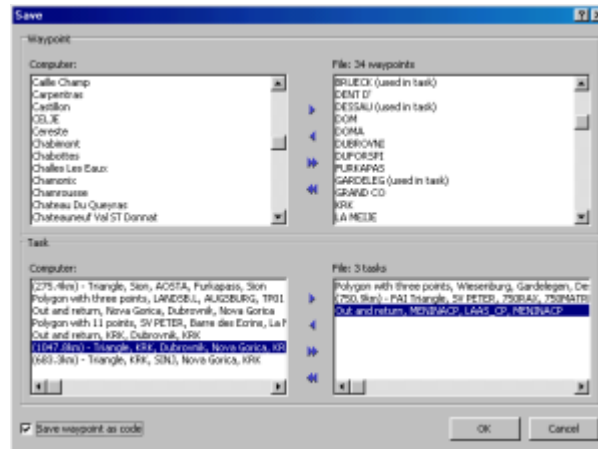 Save
Waypoint
Computer:
Caille Champ
Carpentras
Castillon
CELJE
Cereste
Chabimont
Chabottes
Challes Les Eaux
Chamonix
Chamrousse
Chateau Du Queyras
Chateauneuf Val ST Donnat
File: 34 waypoints
BRUECK (used in task)
DENT D'
DESSAU (used in task)
DOM
DOMA
DUBROVNI
DUFORSPI
FURKAPAS
GARDELEG (used in task)
GRAND CO
KRK
LA MEIJE
Task
Computer:
(275.4km) - Triangle, Sion, AOSTA, Furkapass, Sion
Polygon with three points, LANDSB.L, AUGSBURG, TP01
Out and return, Nova Gorica, Dubrovnik, Nova Gorica
Polygon with 11 points, SV PETER, Barre des Ecrins, La M
Out and return, KRK, Dubrovnik, KRK
(1047.8km) - Triangle, KRK, Dubrovnik, Nova Gorica, KR
(683.3km) - Triangle, KRK, SINJ, Nova Gorica, KRK
File: 3 tasks
Polygon with three points, Wiesenburg, Gardelegen, De
(750.9km) - FAI Triangle, SV PETER, 750RAX, 750MATRI
Out and return, MENINACP, LAAS_CP, MENINACP
Save waypoint as code
OK
Cancel